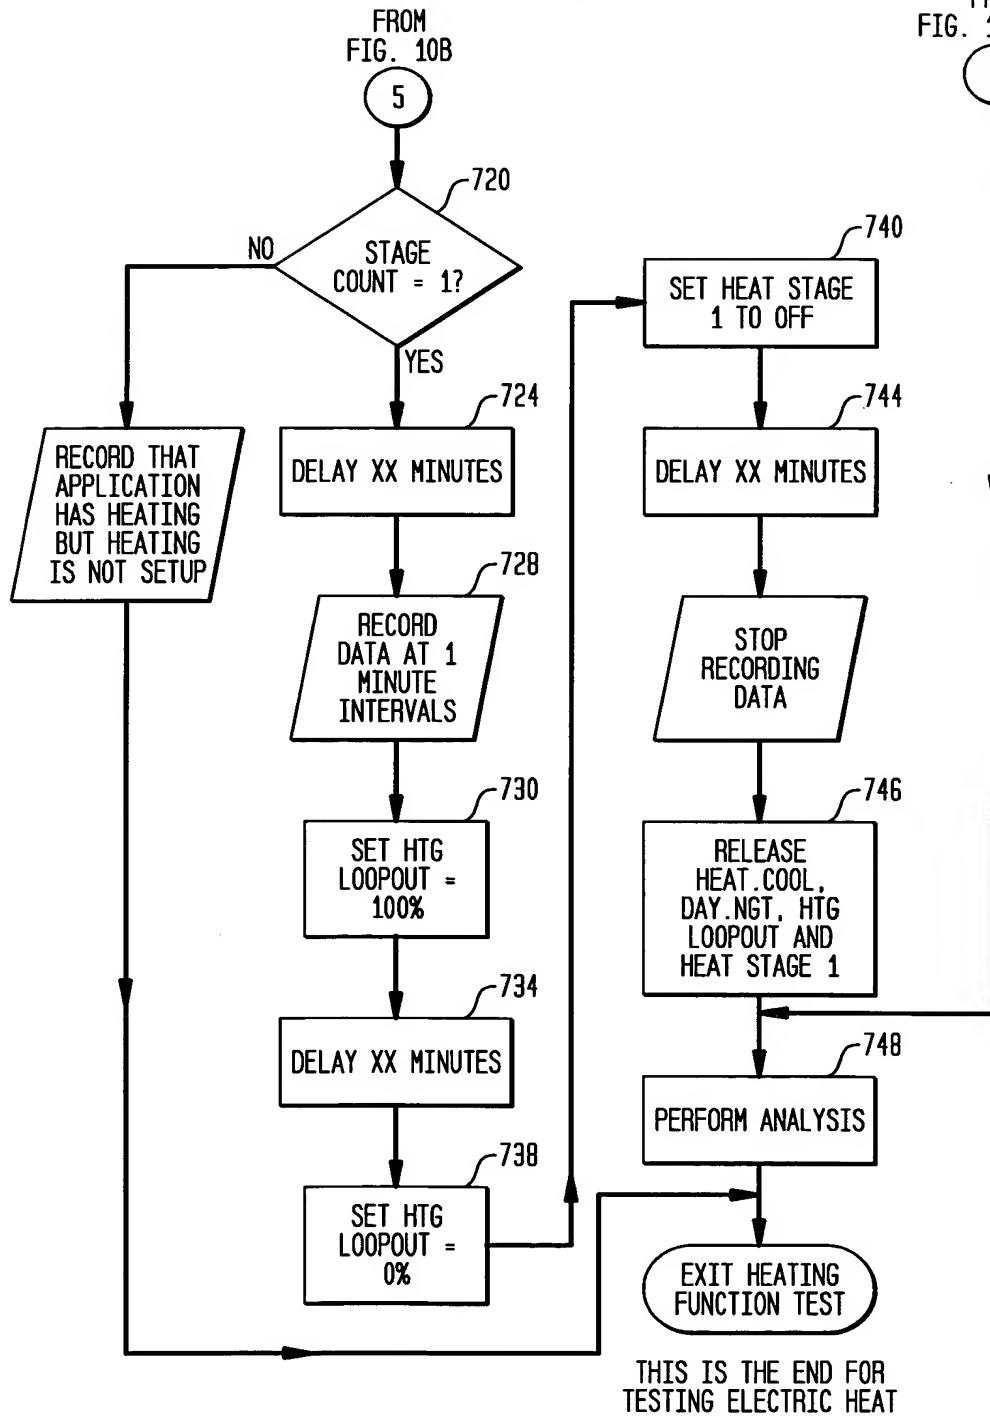 FROM
FIG. 10B
5
720
STAGE
COUNT = 1?
NO
YES
RECORD THAT
APPLICATION
HAS HEATING
BUT HEATING
IS NOT SETUP
724
DELAY XX MINUTES
728
RECORD
DATA AT 1
MINUTE
INTERVALS
730
SET HTG
LOOPOUT =
100%
734
DELAY XX MINUTES
738
SET HTG
LOOPOUT =
0%
FIG. 1
740
SET HEAT STAGE
1 TO OFF
744
DELAY XX MINUTES
STOP
RECORDING
DATA
746
RELEASE
HEAT.COOL,
DAY.NGT, HTG
LOOPOUT AND
HEAT STAGE 1
748
PERFORM ANALYSIS
EXIT HEATING
FUNCTION TEST
THIS IS THE END FOR
TESTING ELECTRIC HEAT